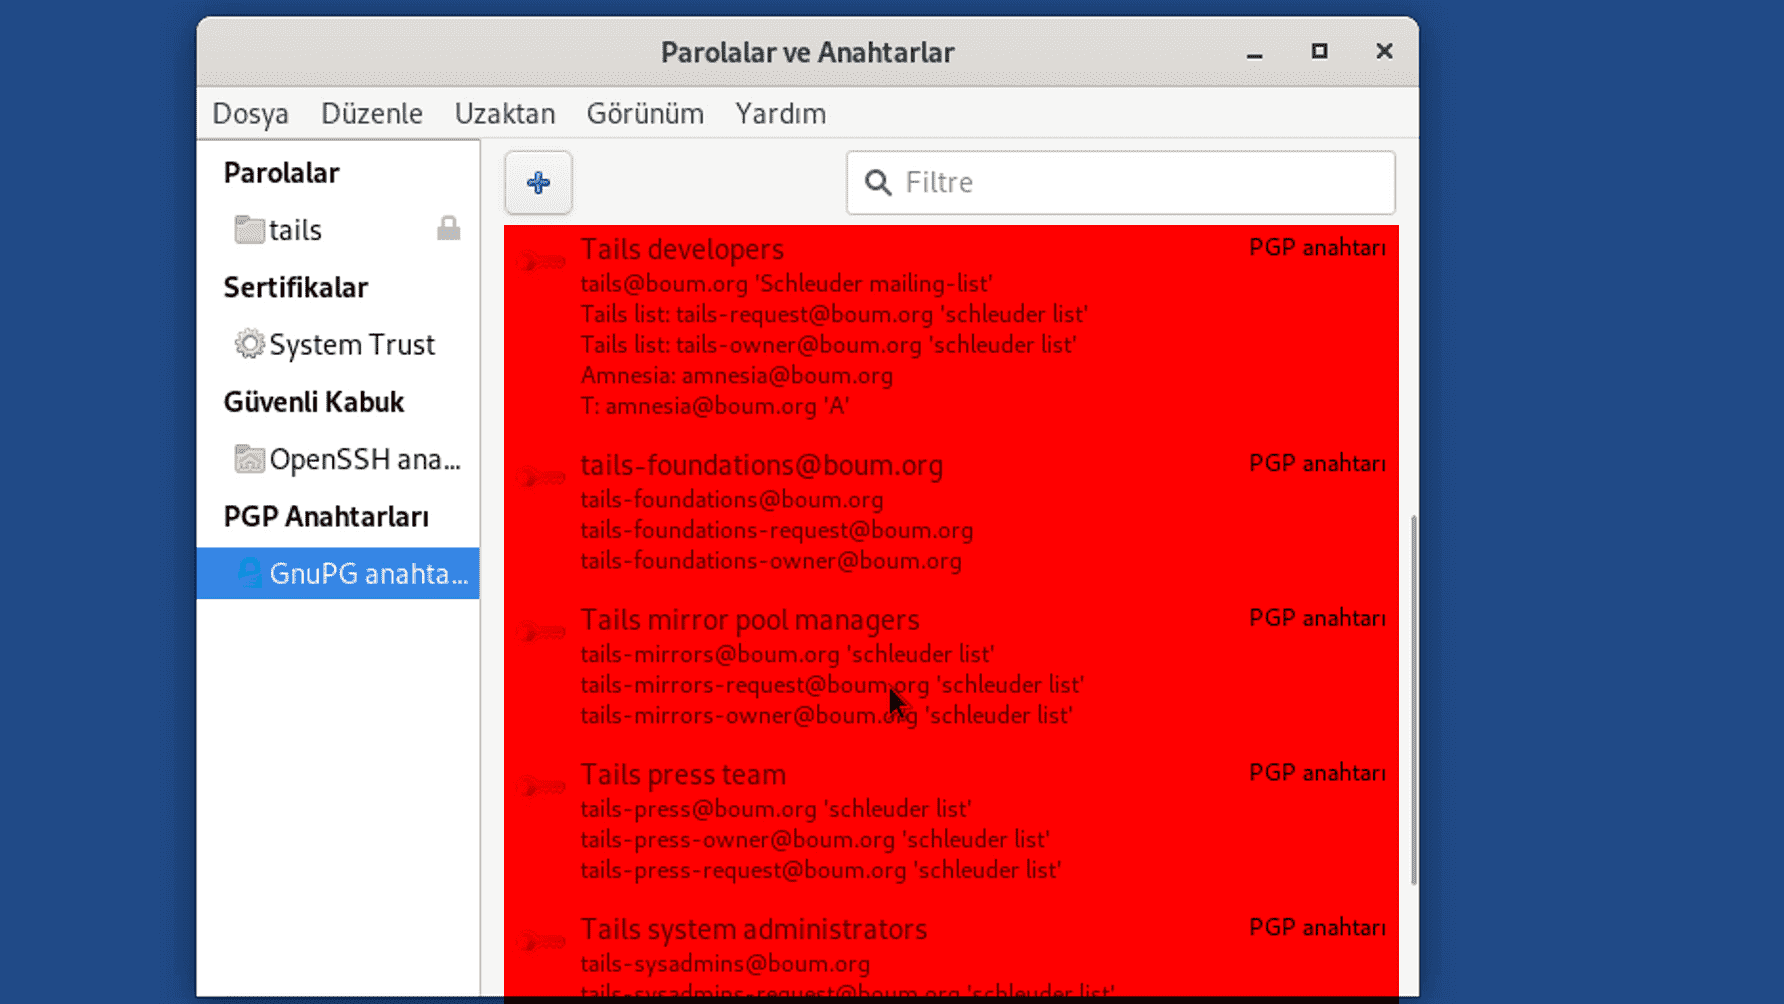 Parolalar ve Anahtarlar
Dosya Düzenle Uzaktan Görünüm Yardım
Parolalar
tails
Sertifikalar
System Trust
Güvenli Kabuk
OpenSSH ana...
PGP Anahtarları
GnuPG anahta...
Filtre
Tails developers PGP anahtarı
tails@boum.org 'Schleuder mailing-list'
Tails list: tails-request@boum.org 'schleuder list'
Tails list: tails-owner@boum.org 'schleuder list'
Amnesia: amnesia@boum.org
T: amnesia@boum.org 'A'
tails-foundations@boum.org PGP anahtarı
tails-foundations@boum.org
tails-foundations-request@boum.org
tails-foundations-owner@boum.org
Tails mirror pool managers PGP anahtarı
tails-mirrors@boum.org 'schleuder list'
tails-mirrors-request@boum.org 'schleuder list'
tails-mirrors-owner@boum.org 'schleuder list'
Tails press team PGP anahtarı
tails-press@boum.org 'schleuder list'
tails-press-owner@boum.org 'schleuder list'
tails-press-request@boum.org 'schleuder list'
Tails system administrators PGP anahtarı
tails-sysadmins@boum.org
tails-sysadmins-request@boum.org 'schleuder list'